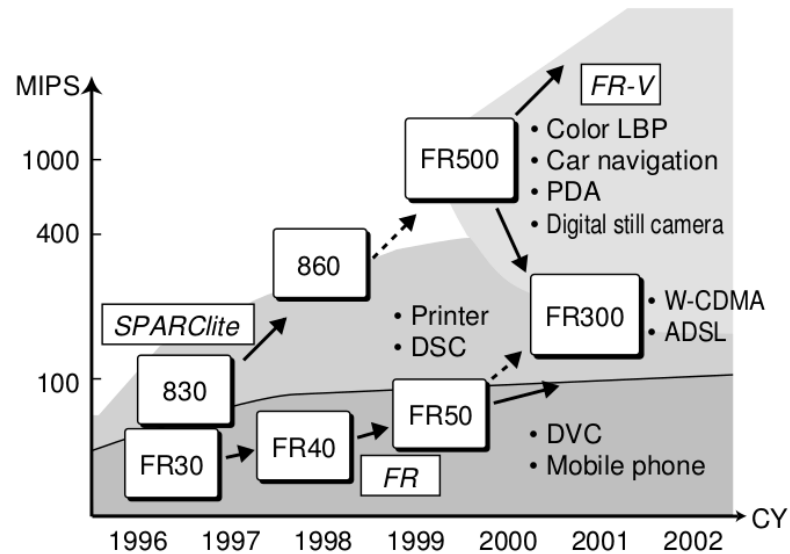 MIPS
FR-V
• Color LBP
FR500
1000
• Car navigation
• PDA
400
• Digital still camera
860
SPARClite
• Printer
FR300
• W-CDMA
• DSC
• ADSL
100
830
FR50
FR30
FR40
FR
• DVC
• Mobile phone
CY
1996 1997 1998 1999 2000 2001 2002